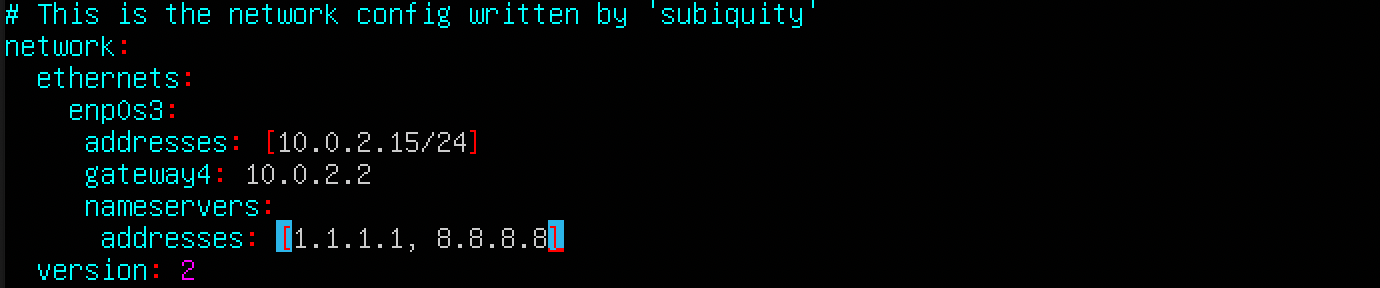 # This is the network config written by 'subiquity'
network:
  ethernets:
    enp0s3:
     addresses: [10.0.2.15/24]
     gateway4: 10.0.2.2
     nameservers:
      addresses: [1.1.1.1, 8.8.8.8]
  version: 2